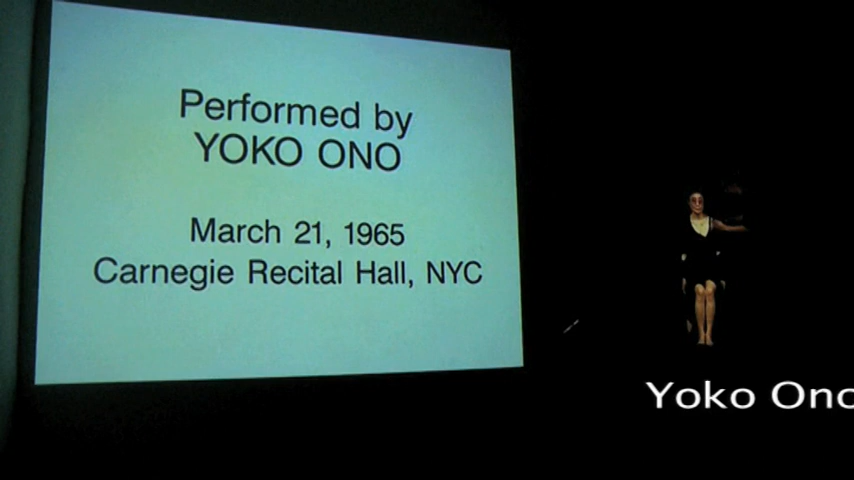 Performed by
YOKO ONO
March 21, 1965
Carnegie Recital Hall, NYC
Yoko Ono